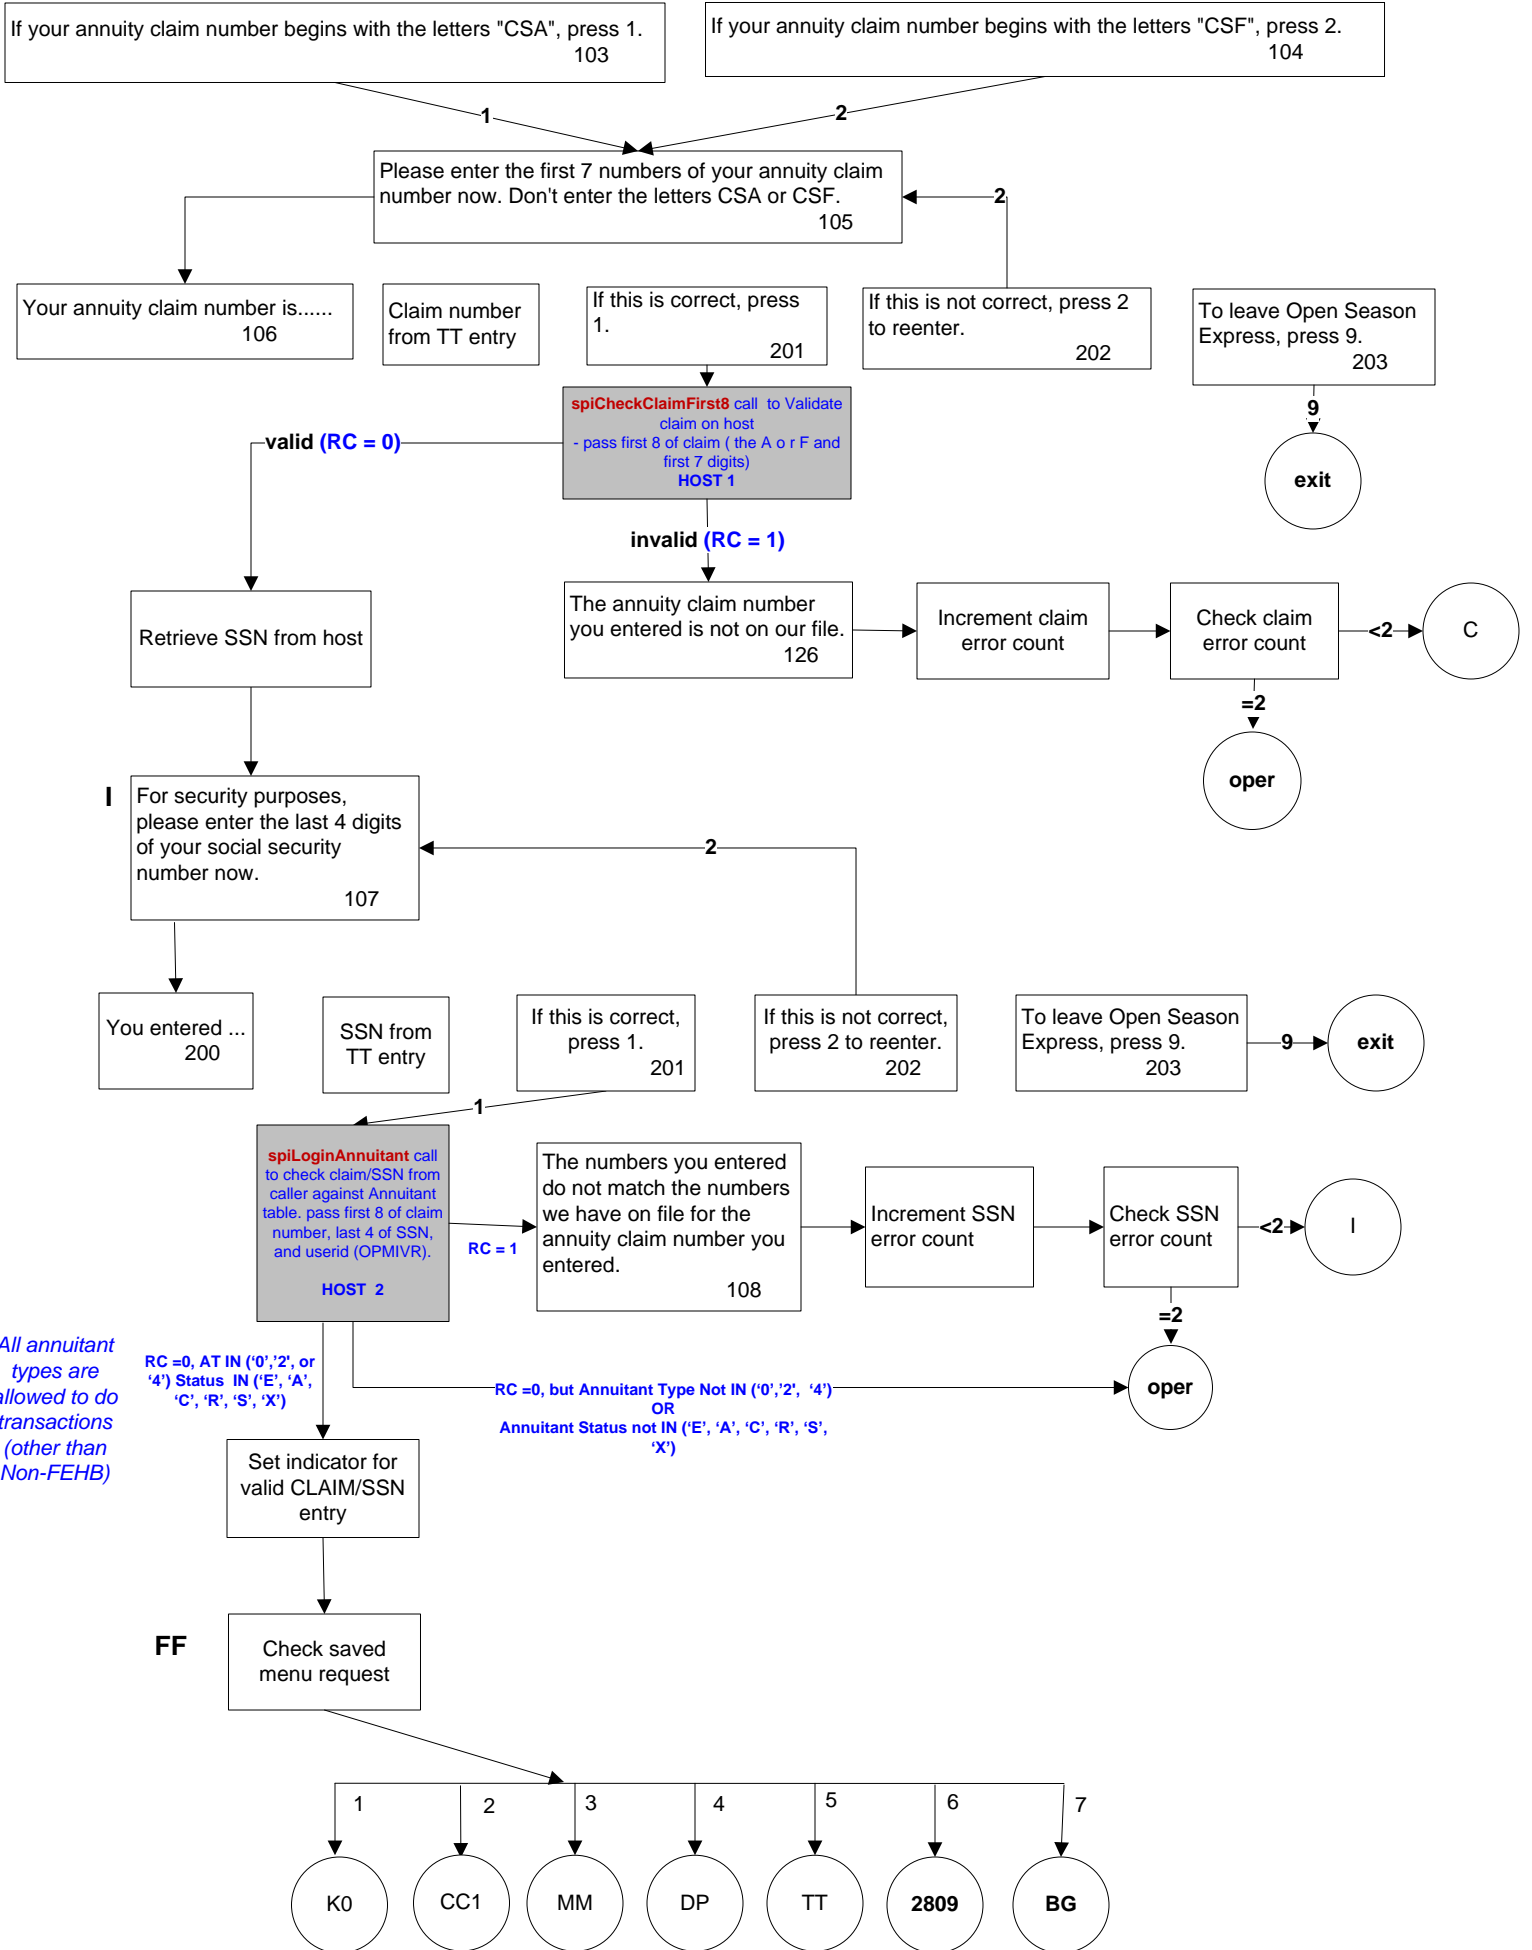 If your annuity claim number begins with the letters "CSA", press 1.
103
If your annuity claim number begins with the letters "CSF", press 2.
104
1
2
Please enter the first 7 numbers of your annuity claim
number now. Don't enter the letters CSA or CSF.
105
2
Your annuity claim number is......
106
Claim number
from TT entry
If this is correct, press
1.
201
If this is not correct, press 2
to reenter.
202
To leave Open Season
Express, press 9.
203
9
exit
spiCheckClaimFirst8 call  to Validate
claim on host
- pass first 8 of claim ( the A o r F and
first 7 digits)
HOST 1
valid (RC = 0)
invalid (RC = 1)
Retrieve SSN from host
The annuity claim number
you entered is not on our file.
126
Increment claim
error count
Check claim
error count
<2
C
=2
oper
I
For security purposes,
please enter the last 4 digits
of your social security
number now.
107
2
You entered ...
200
SSN from
TT entry
If this is correct,
press 1.
201
If this is not correct,
press 2 to reenter.
202
To leave Open Season
Express, press 9.
203
9
exit
1
spiLoginAnnuitant call
to check claim/SSN from
caller against Annuitant
table. pass first 8 of claim
number, last 4 of SSN,
and userid (OPMIVR).
HOST  2
RC = 1
The numbers you entered
do not match the numbers
we have on file for the
annuity claim number you
entered.
108
Increment SSN
error count
Check SSN
error count
<2
I
=2
oper
All annuitant
types are
allowed to do
transactions
(other than
Non-FEHB)
RC =0, AT IN (‘0’,’2', or
‘4’) Status  IN (‘E’, ‘A’,
‘C’, ‘R’, ‘S’, ‘X’)
RC =0, but Annuitant Type Not IN (‘0’,’2',  ‘4’)
OR
Annuitant Status not IN (‘E’, ‘A’, ‘C’, ‘R’, ‘S’,
‘X’)
Set indicator for
valid CLAIM/SSN
entry
FF
Check saved
menu request
1
2
3
4
5
6
7
K0
CC1
MM
DP
TT
2809
BG